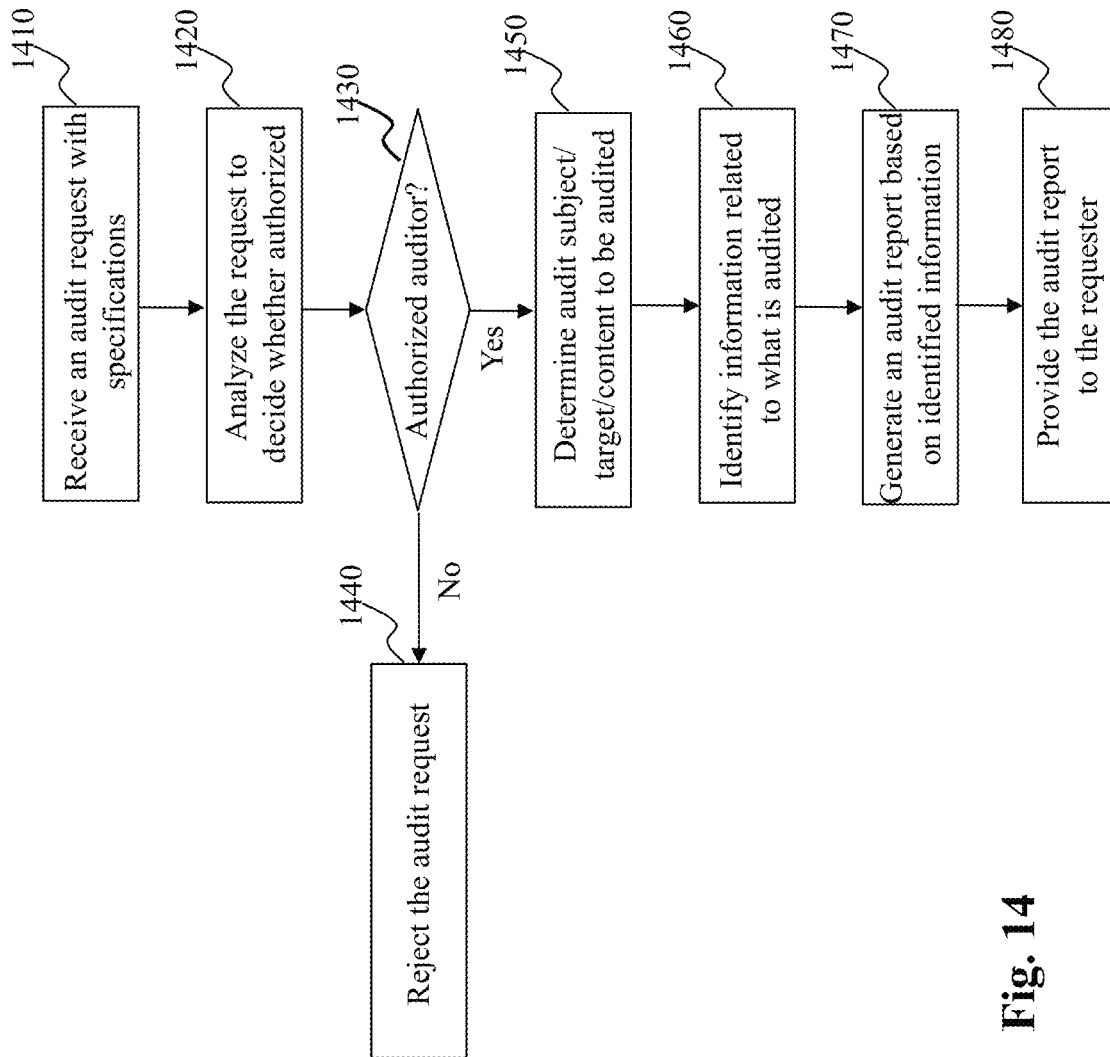 1410
Receive an audit request with
specifications
1420
Analyze the request to
decide whether authorized
1430
Authorized auditor?
No
Yes
1440
Reject the audit request
1450
Determine audit subject/
target/content to be audited
1460
Identify information related
to what is audited
1470
Generate an audit report based
on identified information
1480
Provide the audit report
to the requester
Fig. 14